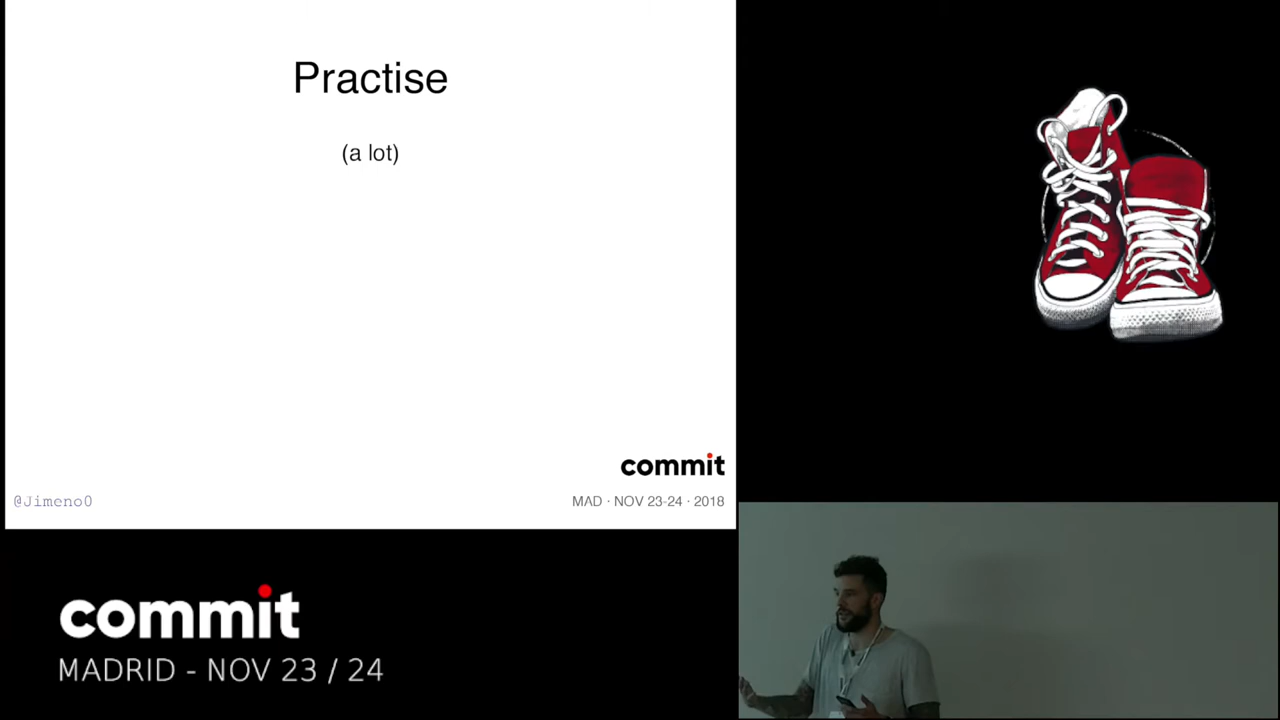 Practise
(a lot)
commit
@Jimeno0
MAD · NOV 23-24 · 2018
commit
MADRID - NOV 23 / 24